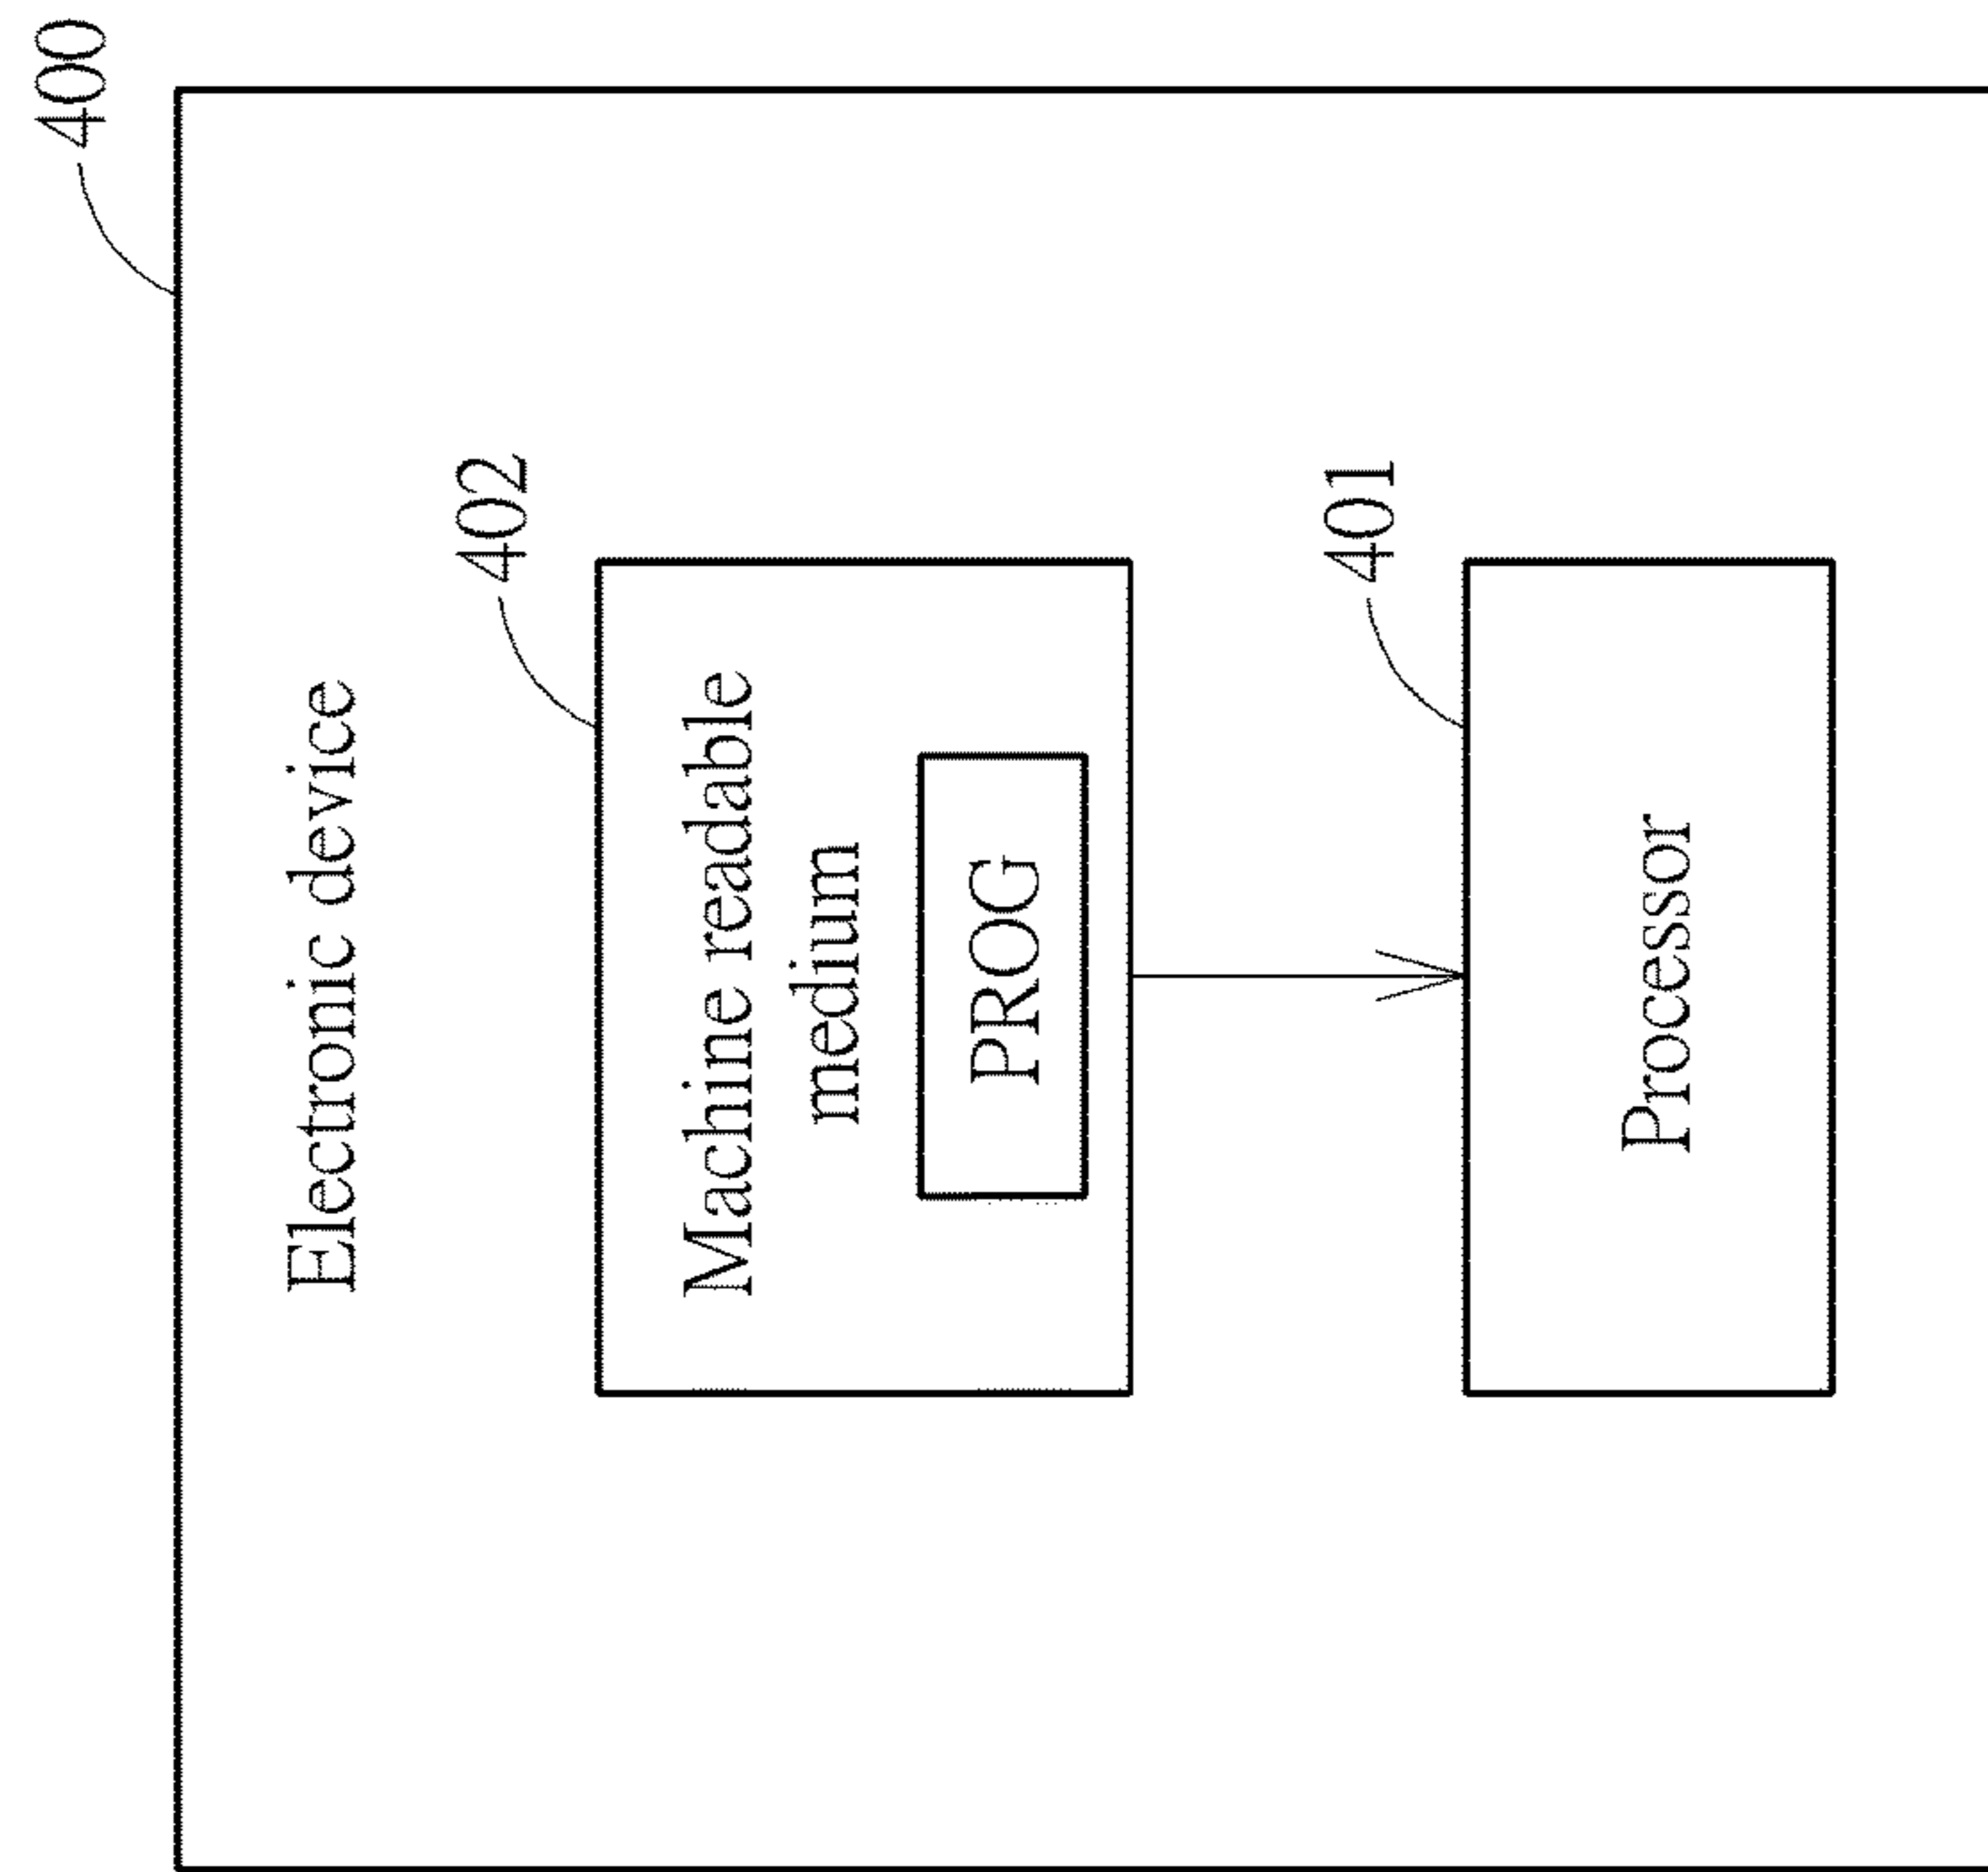 400
Electronic device
402
Machine readable
medium
PROG
401
Processor